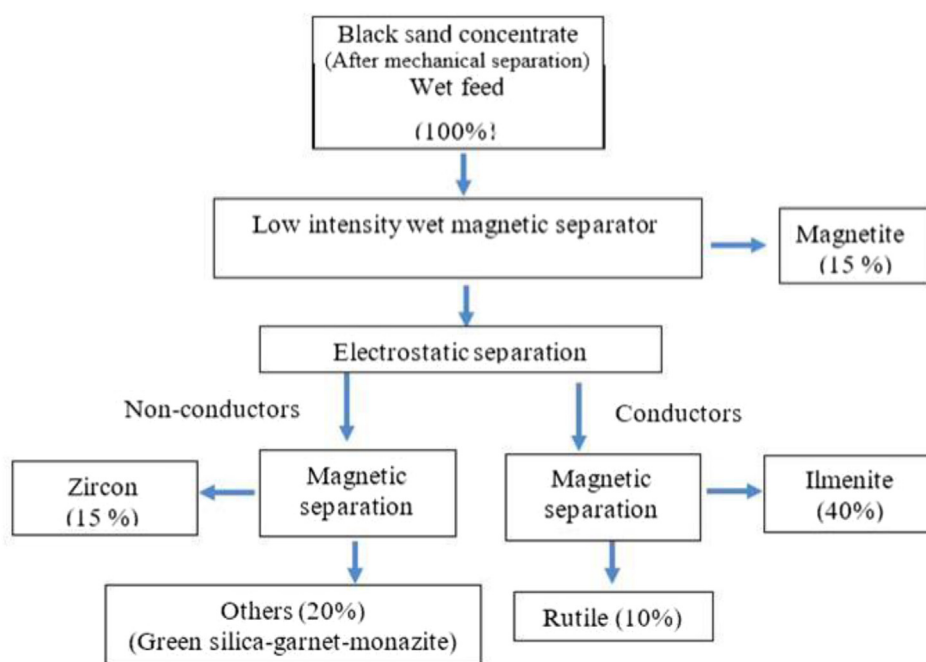 Black sand concentrate
(After mechanical separation)
Wet feed
(100%)
Low intensity wet magnetic separator
Magnetite
(15 %)
Electrostatic separation
Non-conductors
Conductors
Zircon
(15 %)
Magnetic
separation
Magnetic
separation
Ilmenite
(40%)
Others (20%)
(Green silica-garnet-monazite)
Rutile (10%)